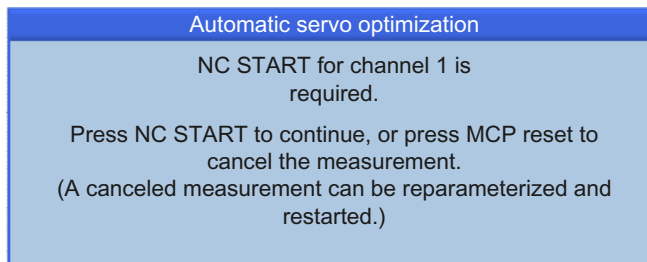 Automatic servo optimization
NC START for channel 1 is
required.
Press NC START to continue, or press MCP reset to
cancel the measurement.
(A canceled measurement can be reparameterized and
restarted.)